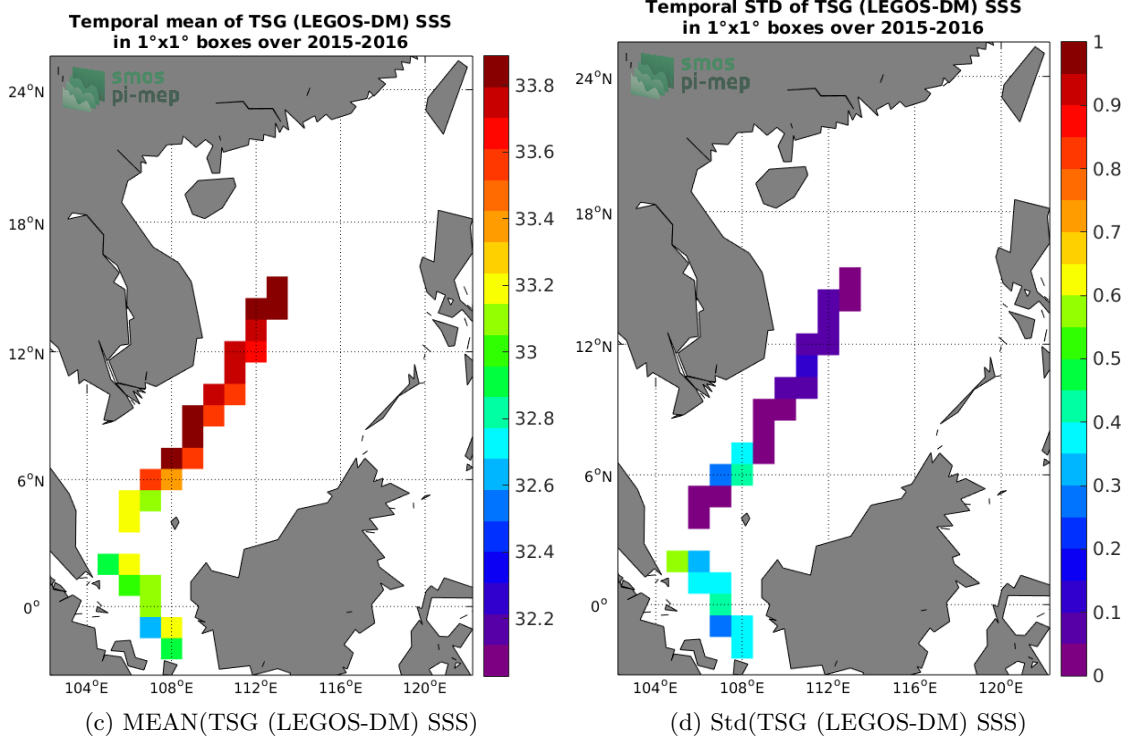 Temporal mean of TSG (LEGOS-DM) SSS
in 1°x1° boxes over 2015-2016
smos
pi-mep
24°N
18°N
12°N
6°N
0°
104°E 108°E 112°E 116°E 120°E
33.8
33.6
33.4
33.2
33
32.8
32.6
32.4
32.2
(c) MEAN(TSG (LEGOS-DM) SSS)
Temporal STD of TSG (LEGOS-DM) SSS
in 1°x1° boxes over 2015-2016
smos
pi-mep
24°N
18°N
12°N
6°N
0°
104°E 108°E 112°E 116°E 120°E
1
0.9
0.8
0.7
0.6
0.5
0.4
0.3
0.2
0.1
0
(d) Std(TSG (LEGOS-DM) SSS)